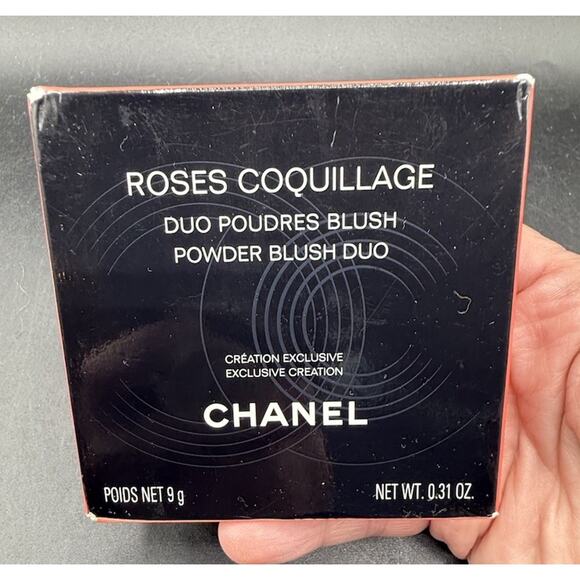 ROSES COQUILLAGE
DUO POUDRES BLUSH
POWDER BLUSH DUO
CRÉATION EXCLUSIVE
EXCLUSIVE CREATION
CHANEL
POIDS NET 9 g
NET WT. 0.31 OZ.